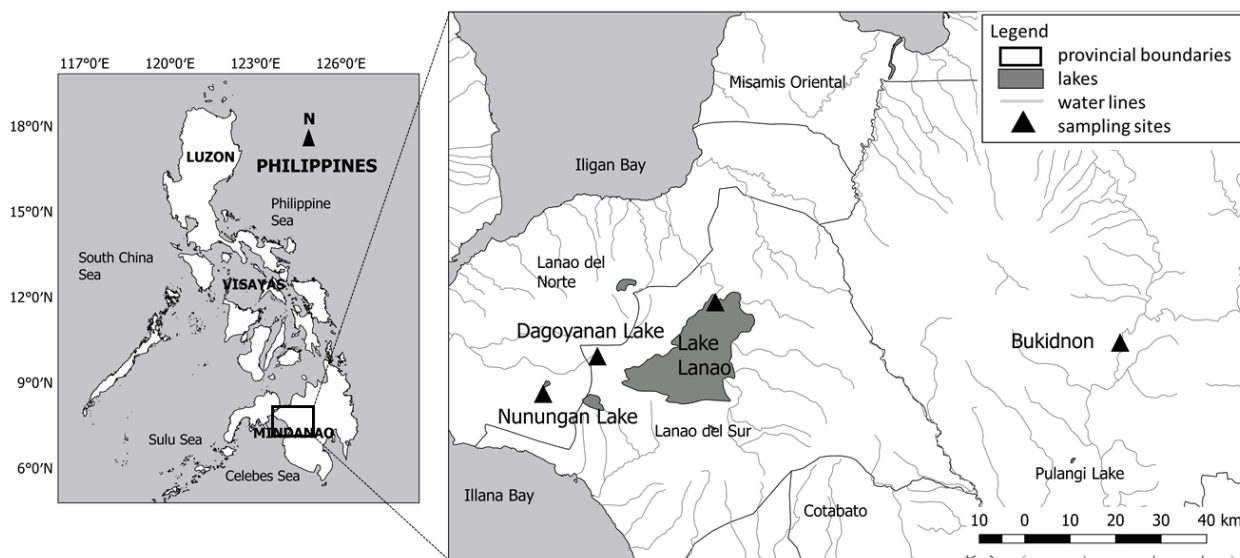 117°0'E 120°0'E 123°0'E 126°0'E
18°0'N
15°0'N
12°0'N
9°0'N
6°0'N
N
PHILIPPINES
LUZON
Philippine
Sea
South China
Sea
VISAYAS
Sulu Sea
MINDANAO
Celebes Sea
Misamis Oriental
Iligan Bay
Lanao del
Norte
Dagoyanan Lake
Lake
Lanao
Nunungan Lake
Lanao del Sur
Bukidnon
Pulangi Lake
Illana Bay
Cotabato
Legend
provincial boundaries
lakes
water lines
sampling sites
10 0 10 20 30 40 km